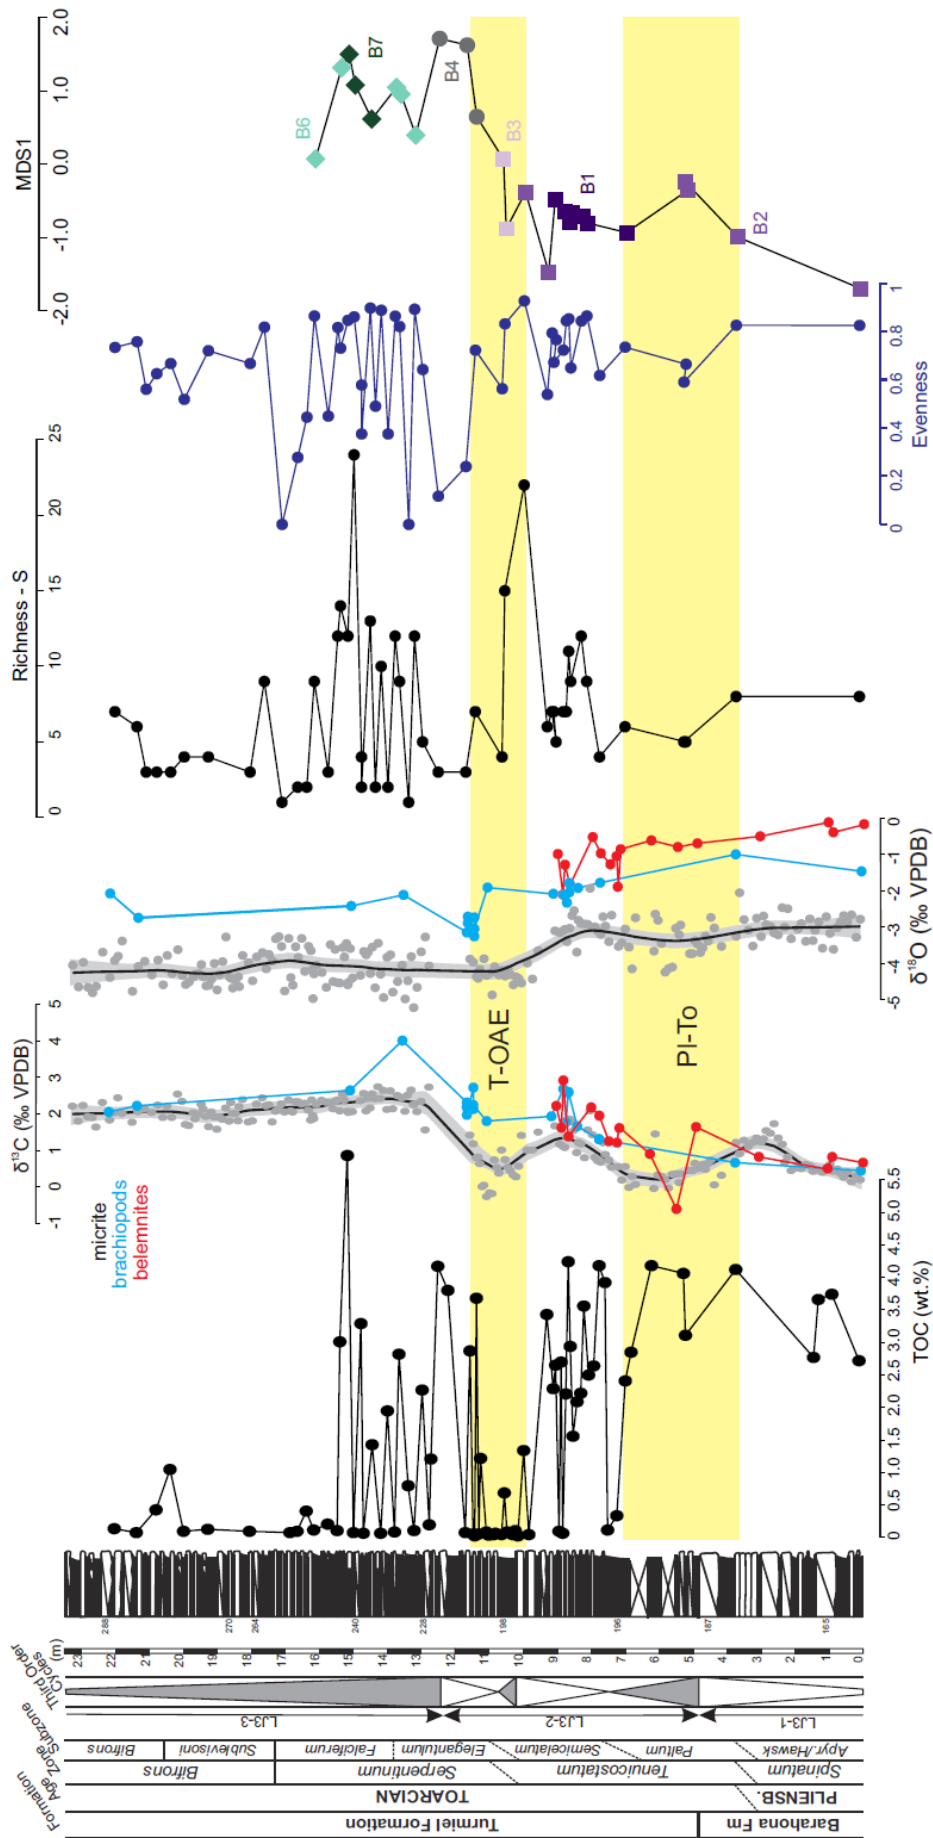 MDS1
-2.0
-1.0
0.0
1.0
2.0
B6
B7
B4
B3
B1
B2
Evenness
0
0.2
0.4
0.6
0.8
1
Richness - S
0
5
10
15
20
25
δ18O (‰ VPDB)
-5
-4
-3
-2
-1
0
δ13C (‰ VPDB)
-1
0
1
2
3
4
5
T-OAE
Pl-To
micrite
brachiopods
belemnites
TOC (wt.%)
0
0.5
1.0
1.5
2.0
2.5
3.0
3.5
4.0
4.5
5.0
5.5
288
270
264
240
228
198
196
187
165
(m)
23
22
21
20
19
18
17
16
15
14
13
12
11
10
9
8
7
6
5
4
3
2
1
0
Third Order
Cycles
LJ3-3
LJ3-2
LJ3-1
Subzone
Bifrons
Sublevisoni
Falciferum
Elegantulum
Semicelatum
Paltum
Apyr./Hawsk
Zone
Bifrons
Serpentinum
Tenuicostatum
Spinatum
Age
TOARCIAN
PLIENSB.
Formation
Turmiel Formation
Barahona Fm